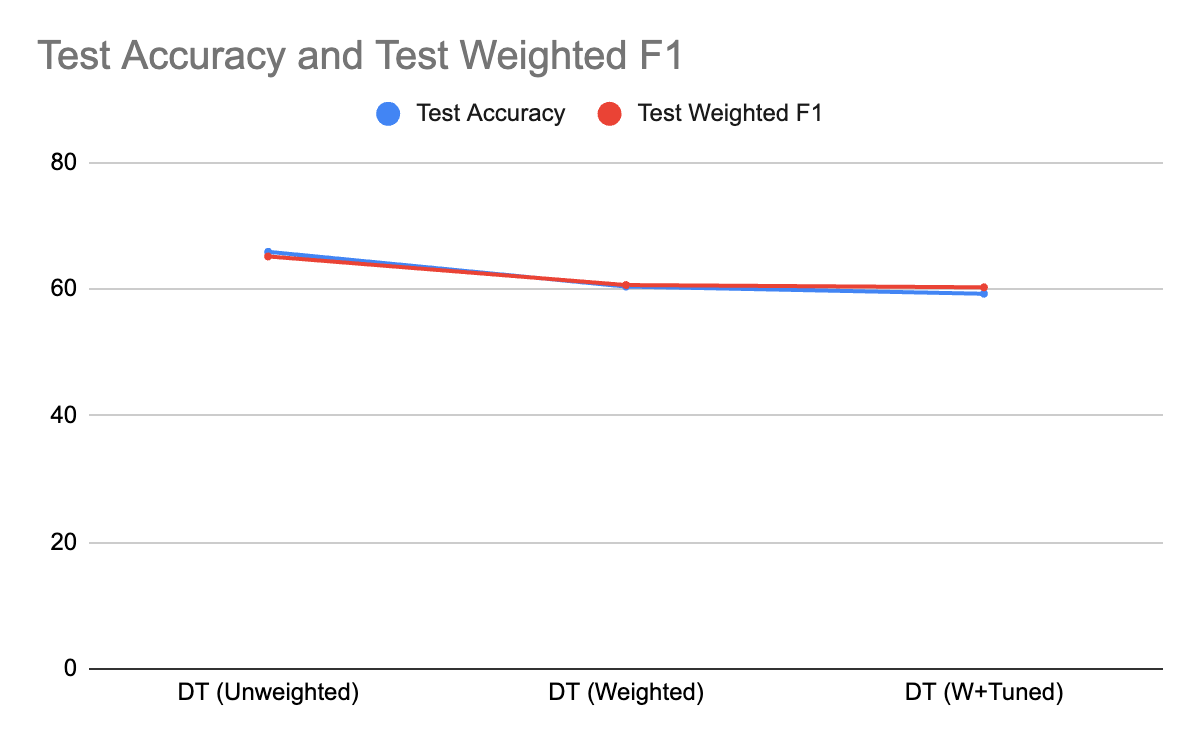 Test Accuracy and Test Weighted F1
Test Accuracy Test Weighted F1
80
60
40
20
0
DT (Unweighted) DT (Weighted) DT (W+Tuned)